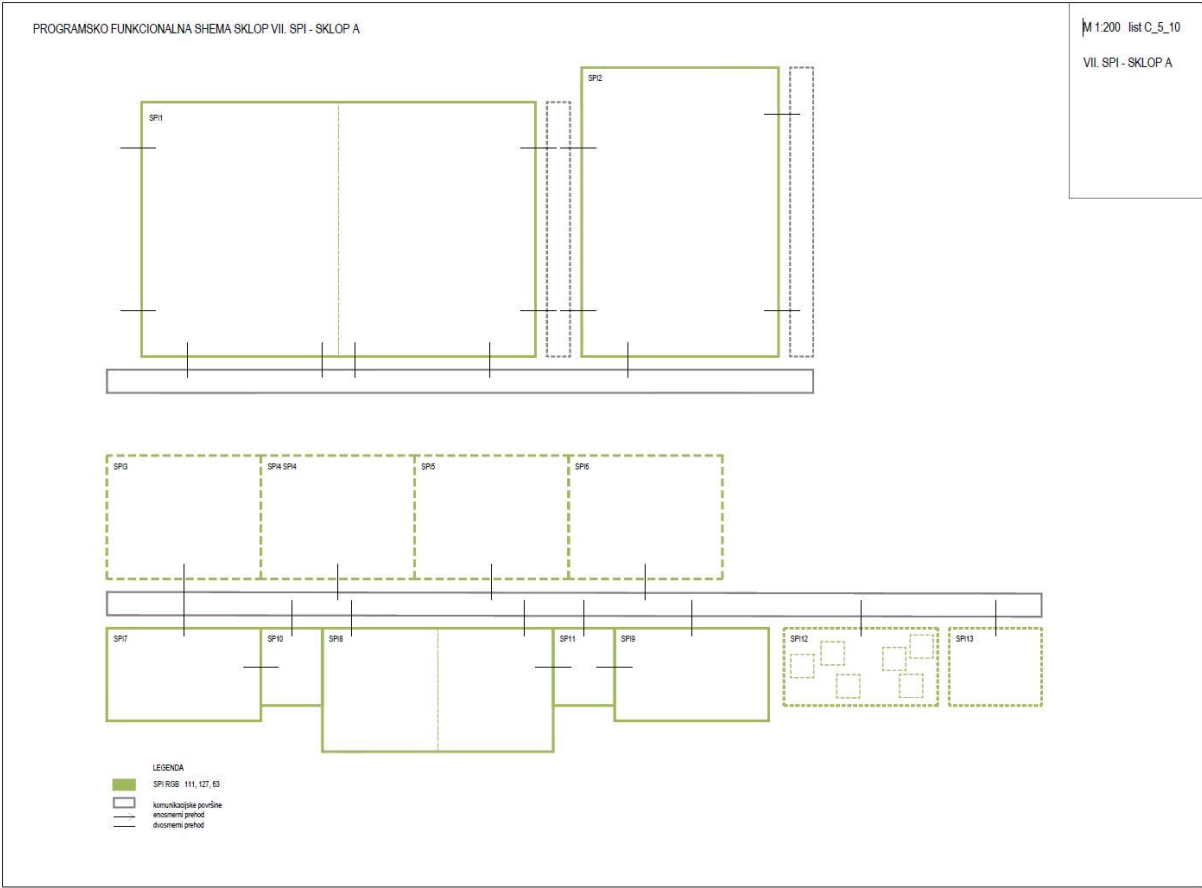 PROGRAMSKO FUNKCIONALNA SHEMA SKLOP VII. SPI - SKLOP A
M 1:200 list C_5_10
VII. SPI - SKLOP A
SPI1
SPI2
SPI3
SPI4 SPI4
SPI5
SPI6
SPI7
SPI10
SPI8
SPI11
SPI9
SPI12
SPI13
LEGENDA
SPI RGB 111, 127, 63
komunikacijske površine
enosmerni prehod
dvosmerni prehod